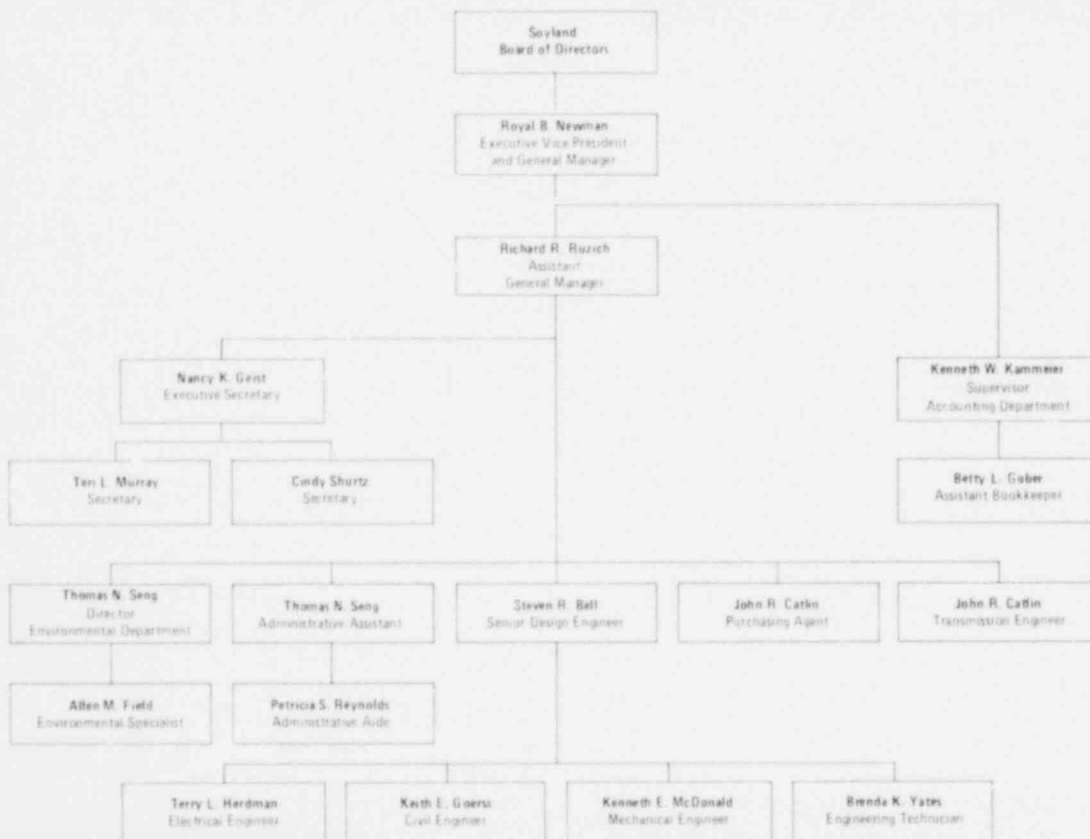 Soyland
Board of Directors
Royal B. Newman
Executive Vice President
and General Manager
Richard R. Ruzich
Assistant
General Manager
Nancy K. Geist
Executive Secretary
Kenneth W. Kammeier
Supervisor
Accounting Department
Teri L. Murray
Secretary
Cindy Shurtz
Secretary
Betty L. Gober
Assistant Bookkeeper
Thomas N. Seng
Director
Environmental Department
Thomas N. Seng
Administrative Assistant
Steven R. Bell
Senior Design Engineer
John R. Catlin
Purchasing Agent
John R. Catlin
Transmission Engineer
Allen M. Field
Environmental Specialist
Patricia S. Reynolds
Administrative Aide
Terry L. Herdman
Electrical Engineer
Keith E. Goerss
Civil Engineer
Kenneth E. McDonald
Mechanical Engineer
Brenda K. Yates
Engineering Technician